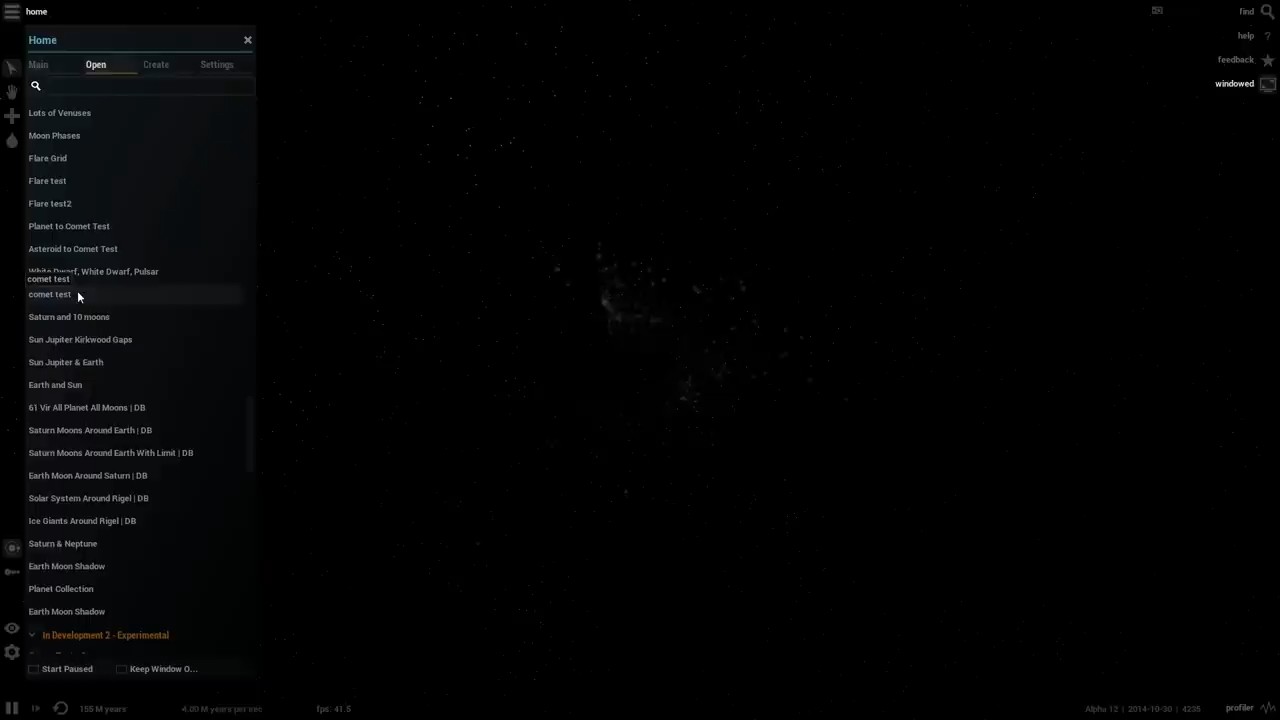 home
find
Home
help ?
feedback
Main Open Create Settings
windowed
Lots of Venuses
Moon Phases
Flare Grid
Flare test
Flare test2
Planet to Comet Test
Asteroid to Comet Test
White Dwarf, White Dwarf, Pulsar
comet test
comet test
Saturn and 10 moons
Sun Jupiter Kirkwood Gaps
Sun Jupiter & Earth
Earth and Sun
61 Vir All Planet All Moons | DB
Saturn Moons Around Earth | DB
Saturn Moons Around Earth With Limit | DB
Earth Moon Around Saturn | DB
Solar System Around Rigel | DB
Ice Giants Around Rigel | DB
Saturn & Neptune
Earth Moon Shadow
Planet Collection
Earth Moon Shadow
In Development 2 - Experimental
Start Paused Keep Window O...
155 M years 4.00 M years per sec fps: 41.5 Alpha 12 | 2014-10-30 | 4235 profiler